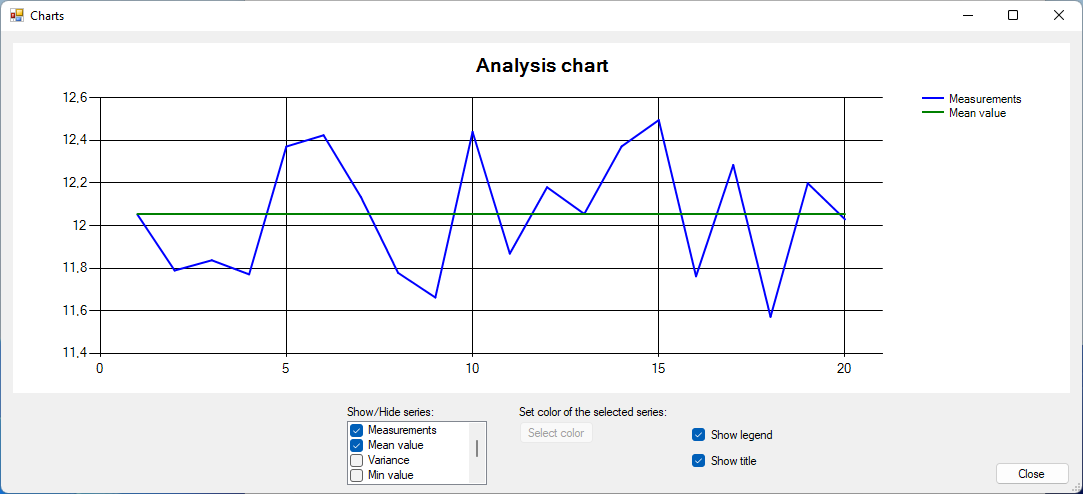 Charts
Analysis chart
12,6
12,4
12,2
12
11,8
11,6
11,4
0 5 10 15 20
Measurements
Mean value
Show/Hide series:
Measurements
Mean value
Variance
Min value
Set color of the selected series:
Select color
Show legend
Show title
Close